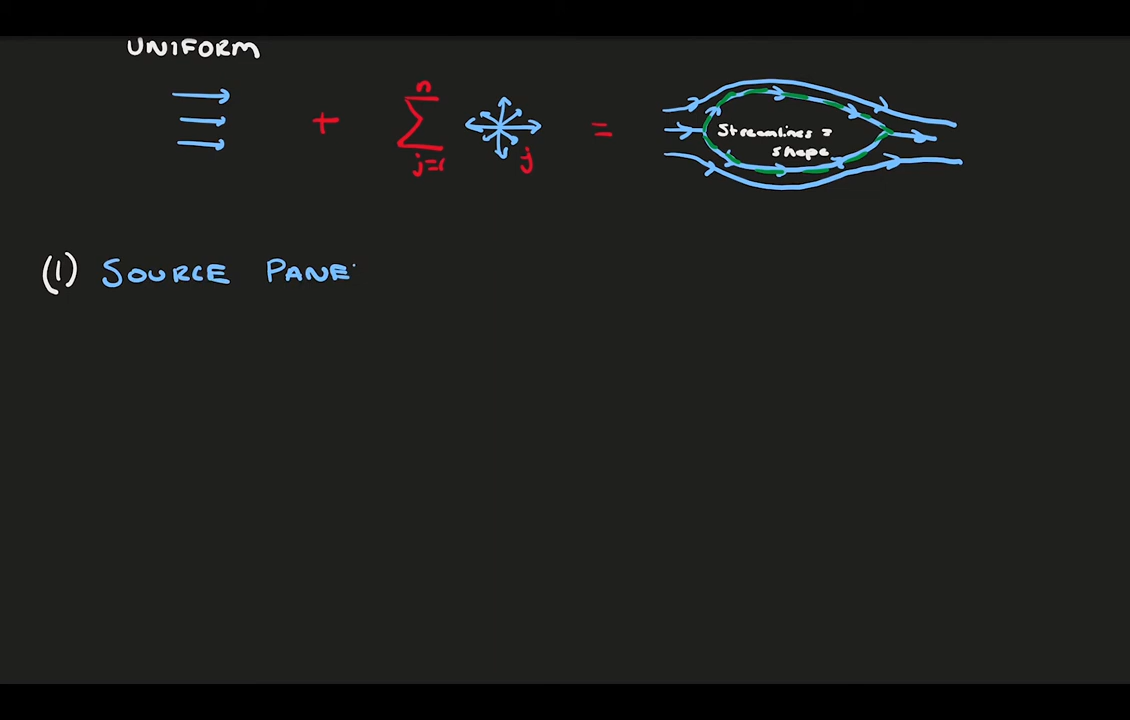 UNIFORM
+ n ∑ j=1 j =
Streamlines =
shape
(1) SOURCE PANE